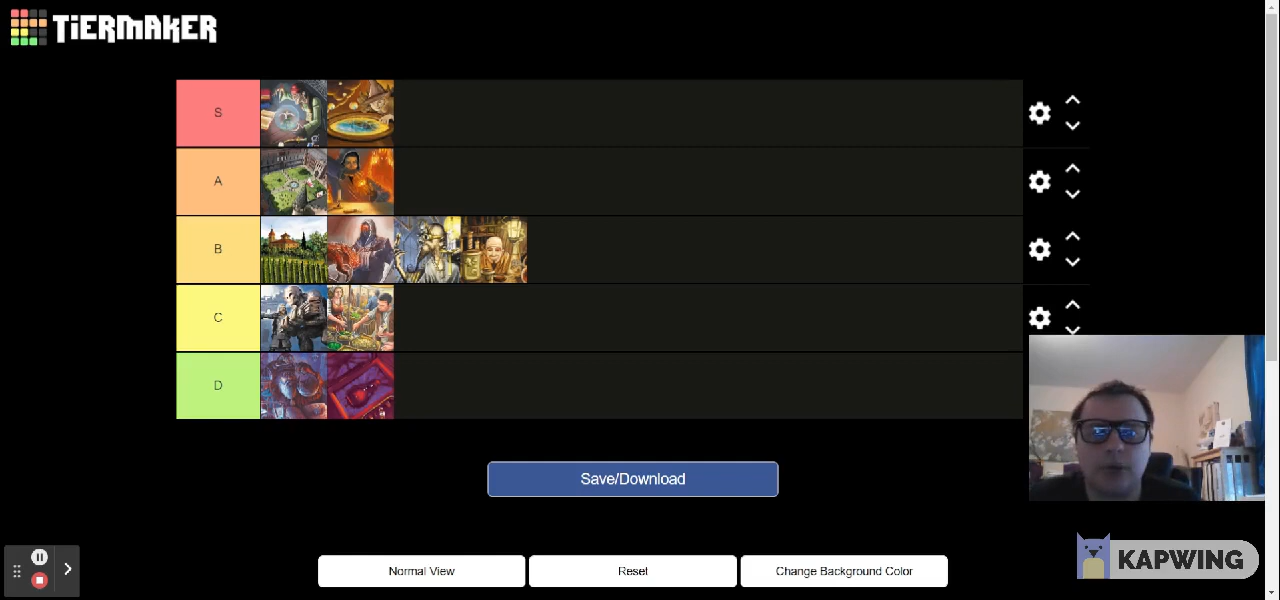 TIERMAKER
S
A
B
C
D
Save/Download
Normal View
Reset
Change Background Color
KAPWING